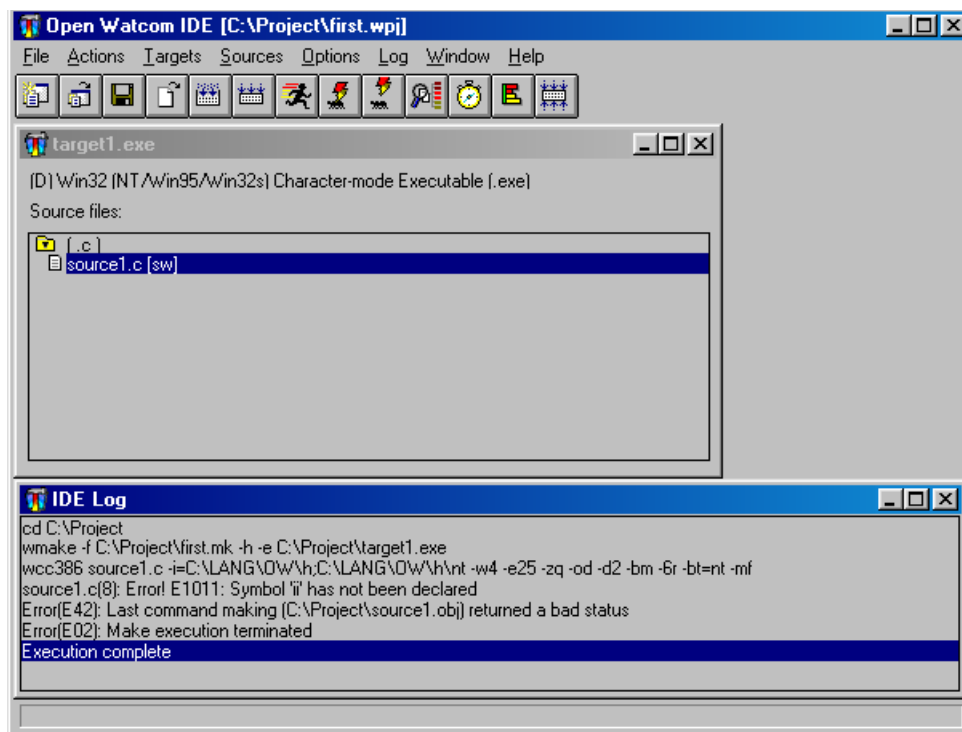 Open Watcom IDE [C:\Project\first.wpj]
File Actions Targets Sources Options Log Window Help
target1.exe
(D) Win32 (NT/Win95/Win32s) Character-mode Executable (.exe)
Source files:
( .c )
source1.c [sw]
IDE Log
cd C:\Project
wmake -f C:\Project\first.mk -h -e C:\Project\target1.exe
wcc386 source1.c -i=C:\LANG\OW\h;C:\LANG\OW\h\nt -w4 -e25 -zq -od -d2 -bm -6r -bt=nt -mf
source1.c(8): Error! E1011: Symbol 'ii' has not been declared
Error(E42): Last command making (C:\Project\source1.obj) returned a bad status
Error(E02): Make execution terminated
Execution complete